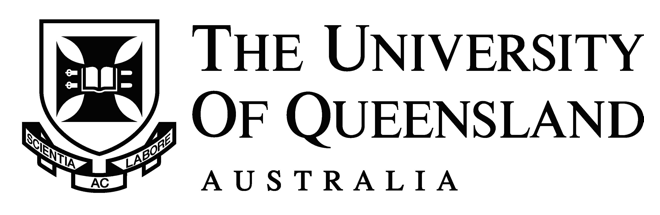 THE UNIVERSITY
OF QUEENSLAND
AUSTRALIA
SCIENTIA
AC
LABORE